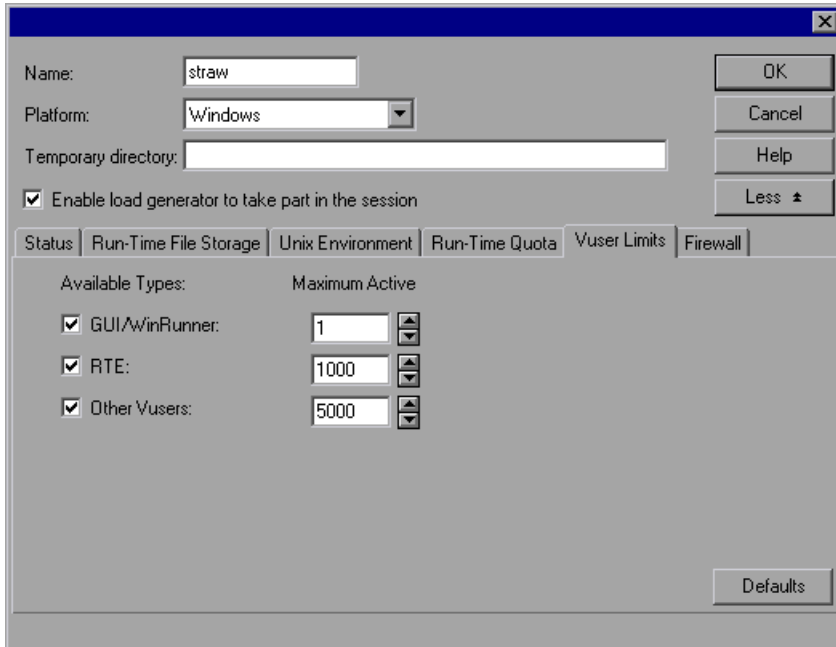 Name: straw OK
Platform: Windows Cancel
Temporary directory: Help
Enable load generator to take part in the session Less
Status Run-Time File Storage Unix Environment Run-Time Quota Vuser Limits Firewall
Available Types: Maximum Active
GUI/WinRunner: 1
RTE: 1000
Other Vusers: 5000
Defaults